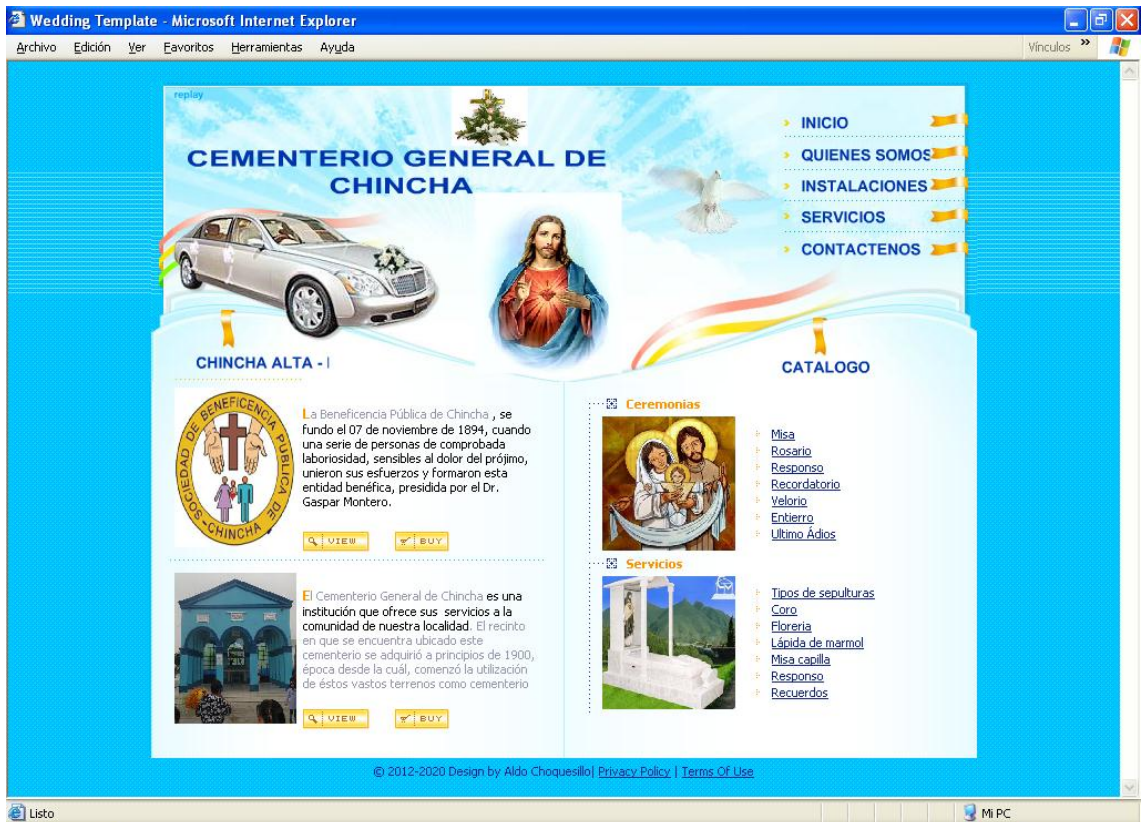 Wedding Template - Microsoft Internet Explorer
Archivo Edición Ver Favoritos Herramientas Ayuda
Vínculos »
replay
CEMENTERIO GENERAL DE
CHINCHA
INICIO
QUIENES SOMOS
INSTALACIONES
SERVICIOS
CONTACTENOS
CHINCHA ALTA - I
SOCIEDAD DE BENEFICENCIA PÚBLICA DE
-CHINCHA-
La Beneficencia Pública de Chincha , se
fundo el 07 de noviembre de 1894, cuando
una serie de personas de comprobada
laboriosidad, sensibles al dolor del prójimo,
unieron sus esfuerzos y formaron esta
entidad benéfica, presidida por el Dr.
Gaspar Montero.
VIEW BUY
El Cementerio General de Chincha es una
institución que ofrece sus servicios a la
comunidad de nuestra localidad. El recinto
en que se encuentra ubicado este
cementerio se adquirió a principios de 1900,
época desde la cuál, comenzó la utilización
de éstos vastos terrenos como cementerio
VIEW BUY
CATALOGO
Ceremonias
Misa
Rosario
Responso
Recordatorio
Velorio
Entierro
Ultimo Ádios
Servicios
Tipos de sepulturas
Coro
Floreria
Lápida de marmol
Misa capilla
Responso
Recuerdos
© 2012-2020 Design by Aldo Choquesillo| Privacy Policy | Terms Of Use
Listo
Mi PC